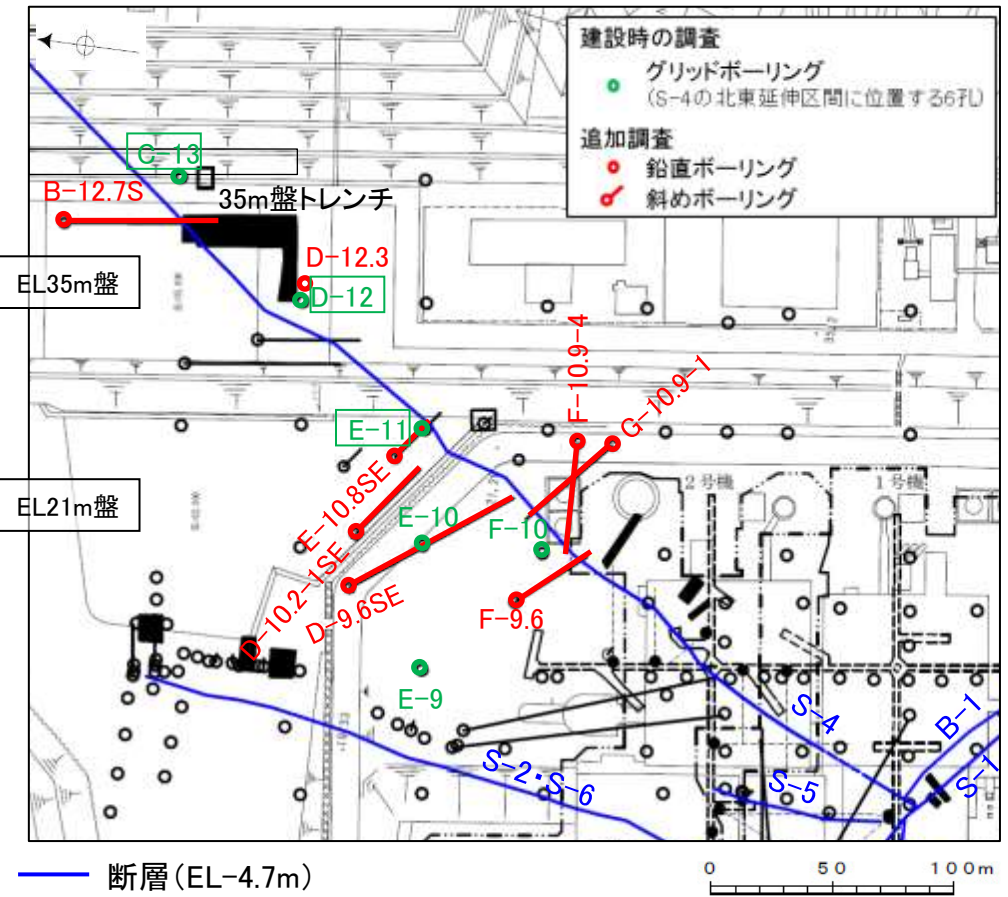 建設時の調査
グリッドボーリング
(S-4の北東延伸区間に位置する6孔)
追加調査
鉛直ボーリング
斜めボーリング
C-13
B-12.7S
35m盤トレンチ
D-12.3
D-12
EL35m盤
F-10.9-4
G-10.9-1
E-11
E-10.8SE
EL21m盤
2号機
1号機
E-10
F-10
D-10.2-1SE
D-9.6SE
F-9.6
E-9
S-4
B-1
S-1
S-2・S-6
S-5
断層(EL-4.7m)
0 50 100m